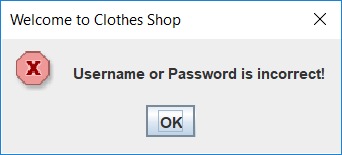 Welcome to Clothes Shop
Username or Password is incorrect!
OK